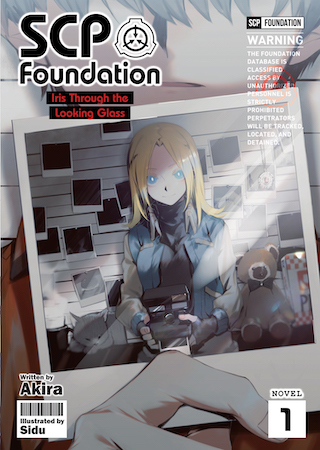 SCP
Foundation
Iris Through the
Looking Glass
SCP FOUNDATION
WARNING
THE FOUNDATION
DATABASE IS
CLASSIFIED
ACCESS BY
UNAUTHORIZED
PERSONNEL IS
STRICTLY
PROHIBITED
PERPETRATORS
WILL BE TRACKED,
LOCATED, AND
DETAINED.
Written by
Akira
Illustrated by
Sidu
NOVEL
1